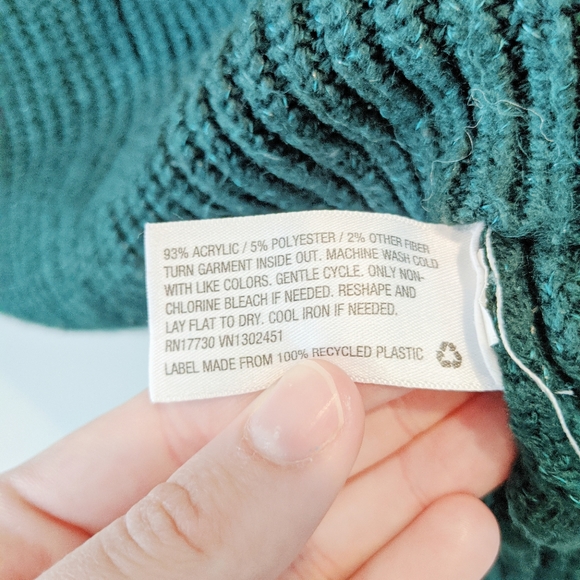 93% ACRYLIC / 5% POLYESTER / 2% OTHER FIBER
TURN GARMENT INSIDE OUT. MACHINE WASH COLD
WITH LIKE COLORS. GENTLE CYCLE. ONLY NON-
CHLORINE BLEACH IF NEEDED. RESHAPE AND
LAY FLAT TO DRY. COOL IRON IF NEEDED.
RN17730 VN1302451
LABEL MADE FROM 100% RECYCLED PLASTIC